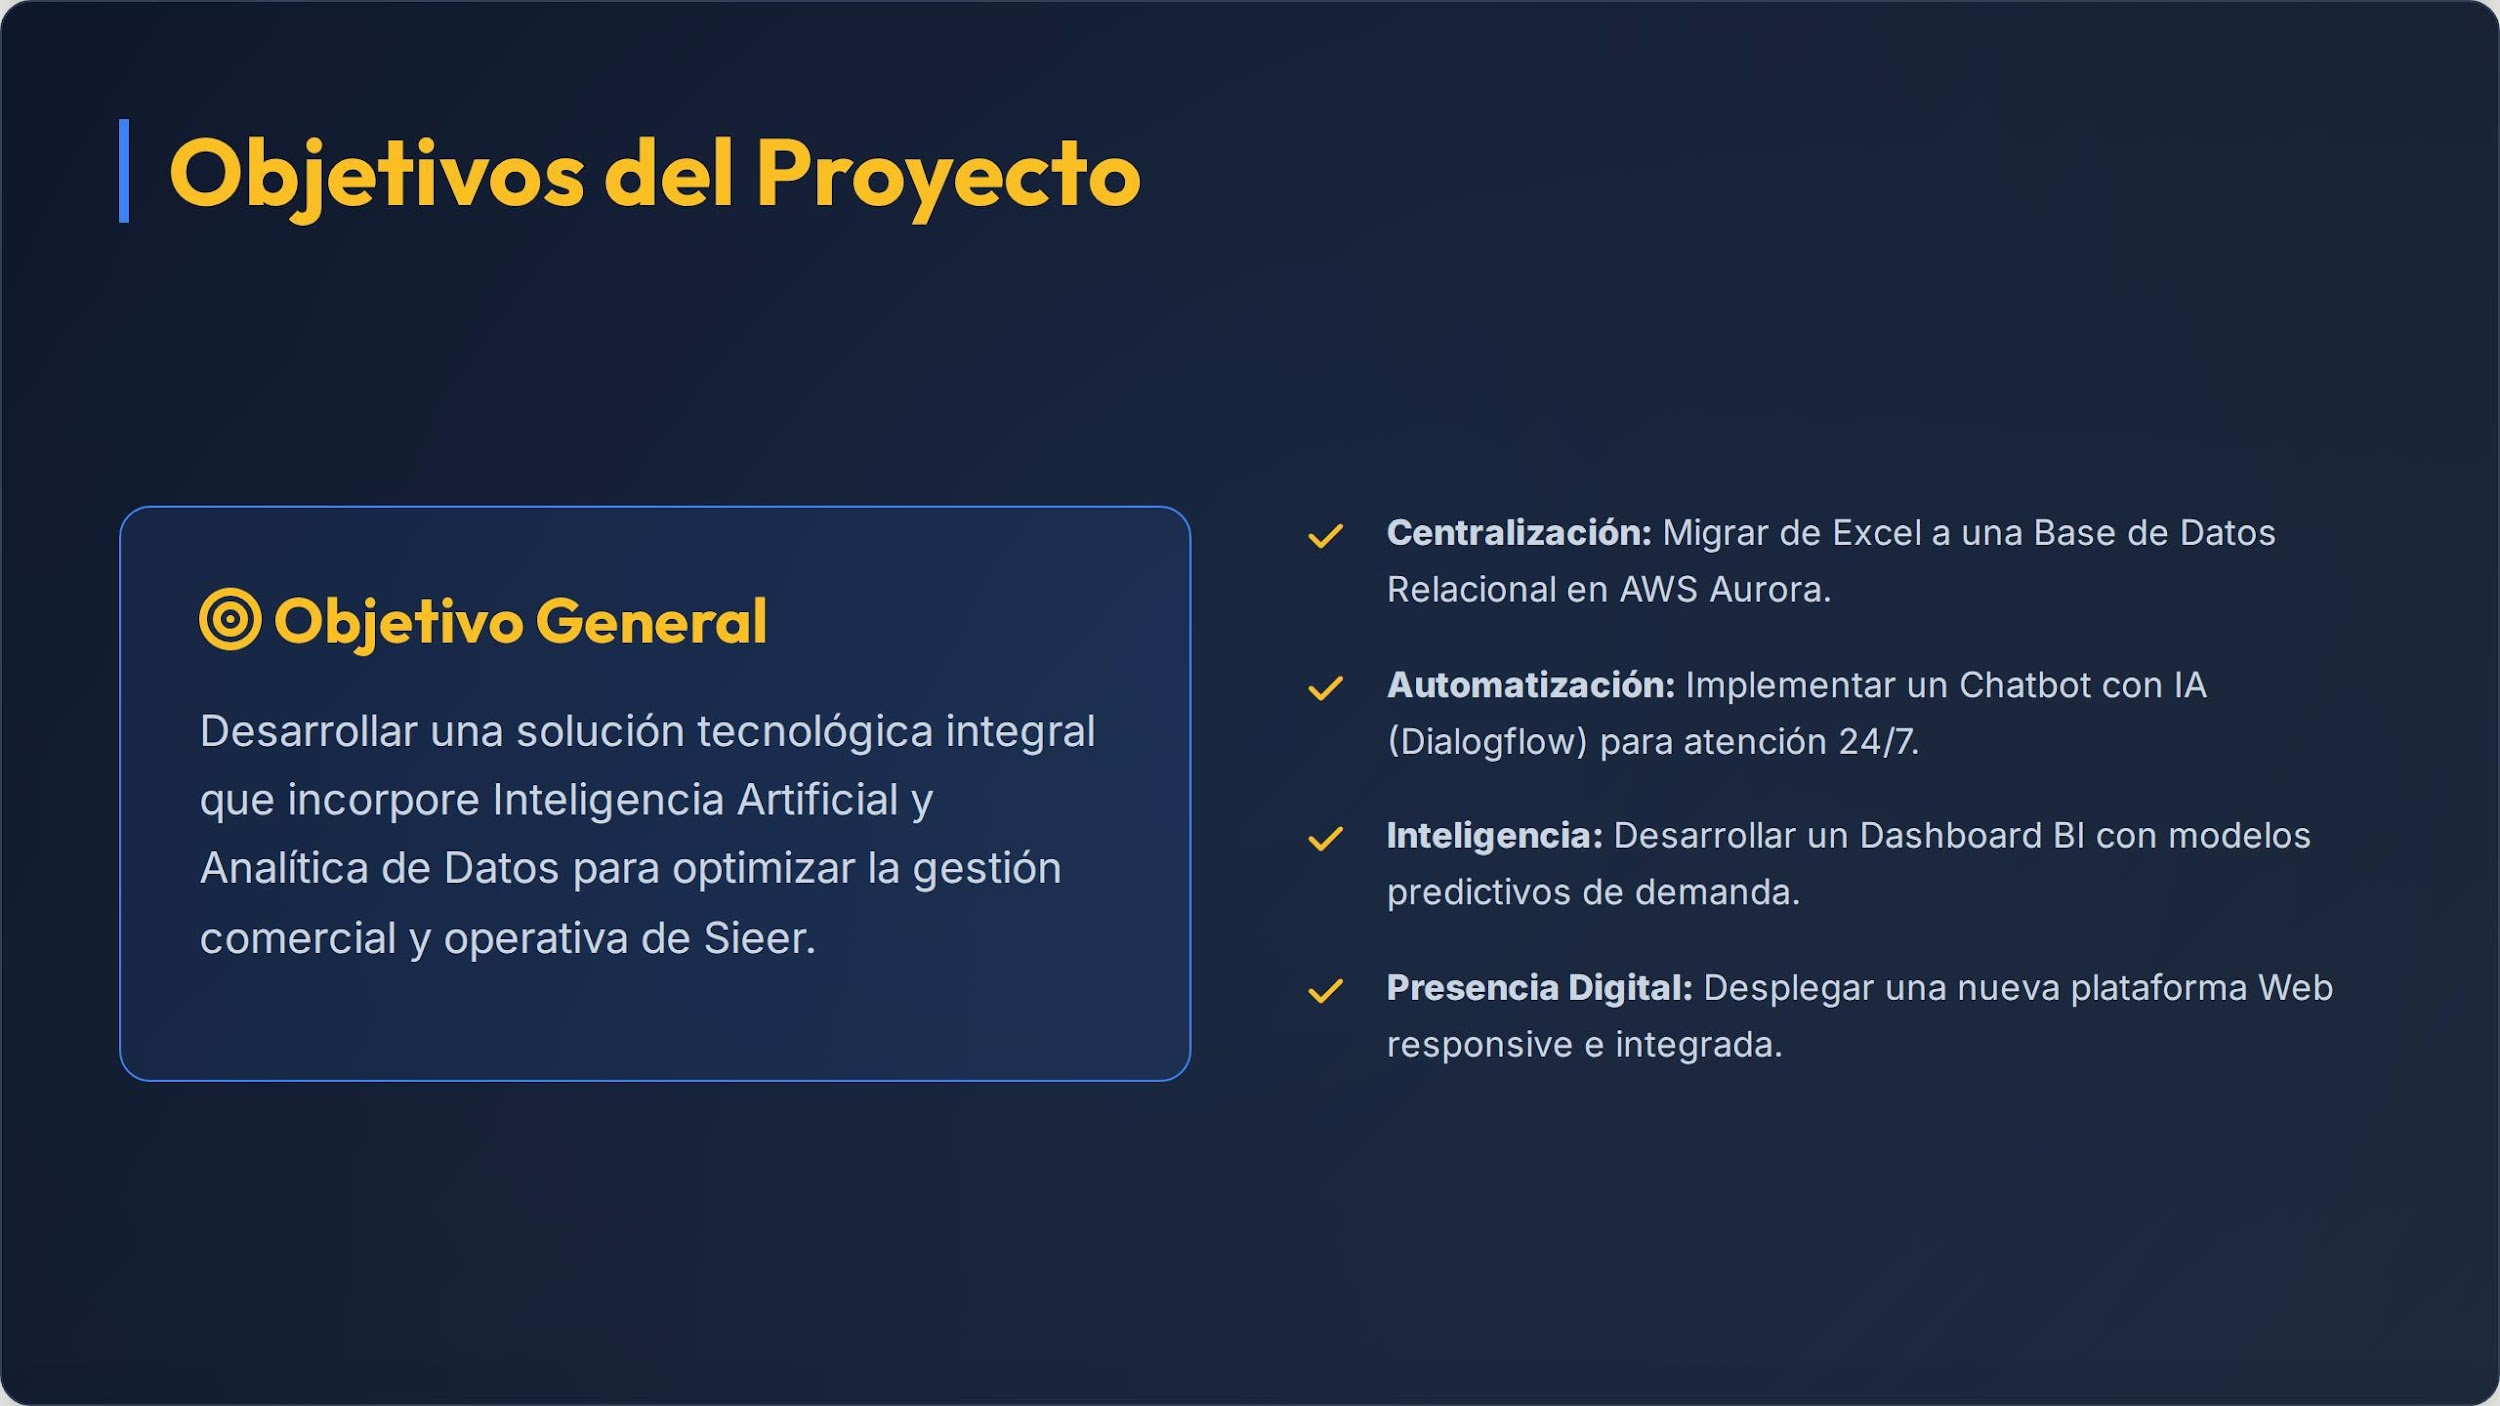 Objetivos del Proyecto
Objetivo General
Desarrollar una solución tecnológica integral
que incorpore Inteligencia Artificial y
Analítica de Datos para optimizar la gestión
comercial y operativa de Sieer.
Centralización: Migrar de Excel a una Base de Datos
Relacional en AWS Aurora.
Automatización: Implementar un Chatbot con IA
(Dialogflow) para atención 24/7.
Inteligencia: Desarrollar un Dashboard BI con modelos
predictivos de demanda.
Presencia Digital: Desplegar una nueva plataforma Web
responsive e integrada.